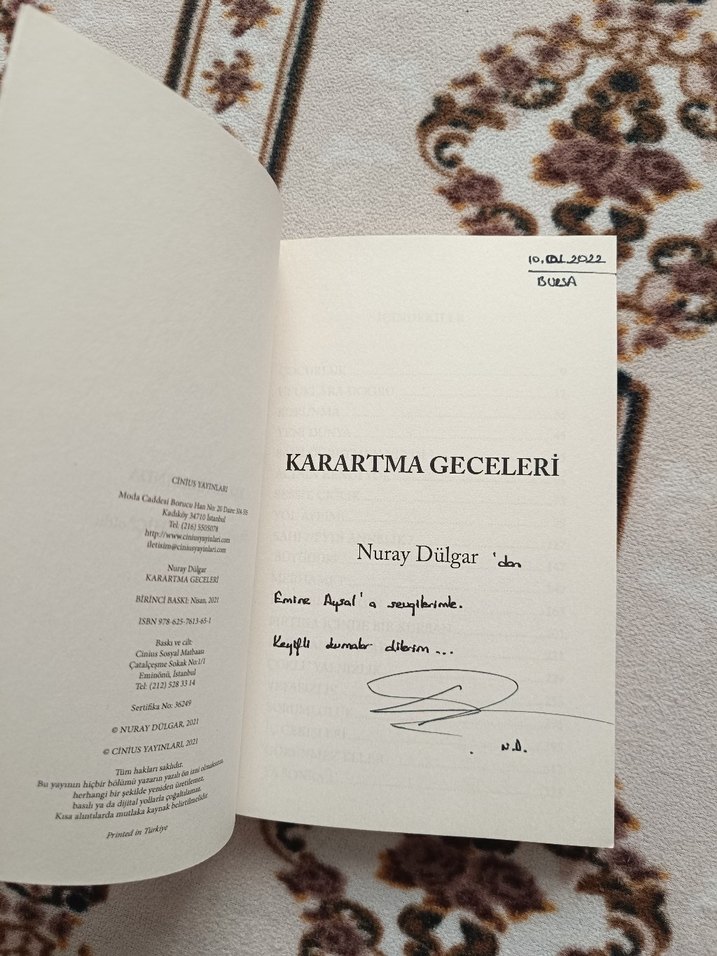 CİNİUS YAYINLARI
Moda Caddesi Borucu Han No: 20 Daire 504-505
Kadıköy 34710 İstanbul
Tel: (216) 5505078
http://www.ciniusyayinlari.com
iletisim@ciniusyayinlari.com
Nuray Dülgar
KARARTMA GECELERİ
BİRİNCİ BASKI: Nisan, 2021
ISBN 978-625-7613-65-1
Baskı ve cilt:
Cinius Sosyal Matbaası
Çatalçeşme Sokak No:1/1
Eminönü, İstanbul
Tel: (212) 528 33 14
Sertifika No: 36249
© NURAY DÜLGAR, 2021
© CİNİUS YAYINLARI, 2021
Tüm hakları saklıdır.
Bu yayının hiçbir bölümü yazarın yazılı ön izni olmaksızın,
herhangi bir şekilde yeniden üretilemez,
basılı ya da dijital yollarla çoğaltılamaz.
Kısa alıntılarda mutlaka kaynak belirtilmelidir.
Printed in Türkiye
2022
BURSA
KARARTMA GECELERİ
Nuray Dülgar 'dan
Emine Aysal'a sevgilerimle.
Keyifli okumalar dilerim...
N.D.